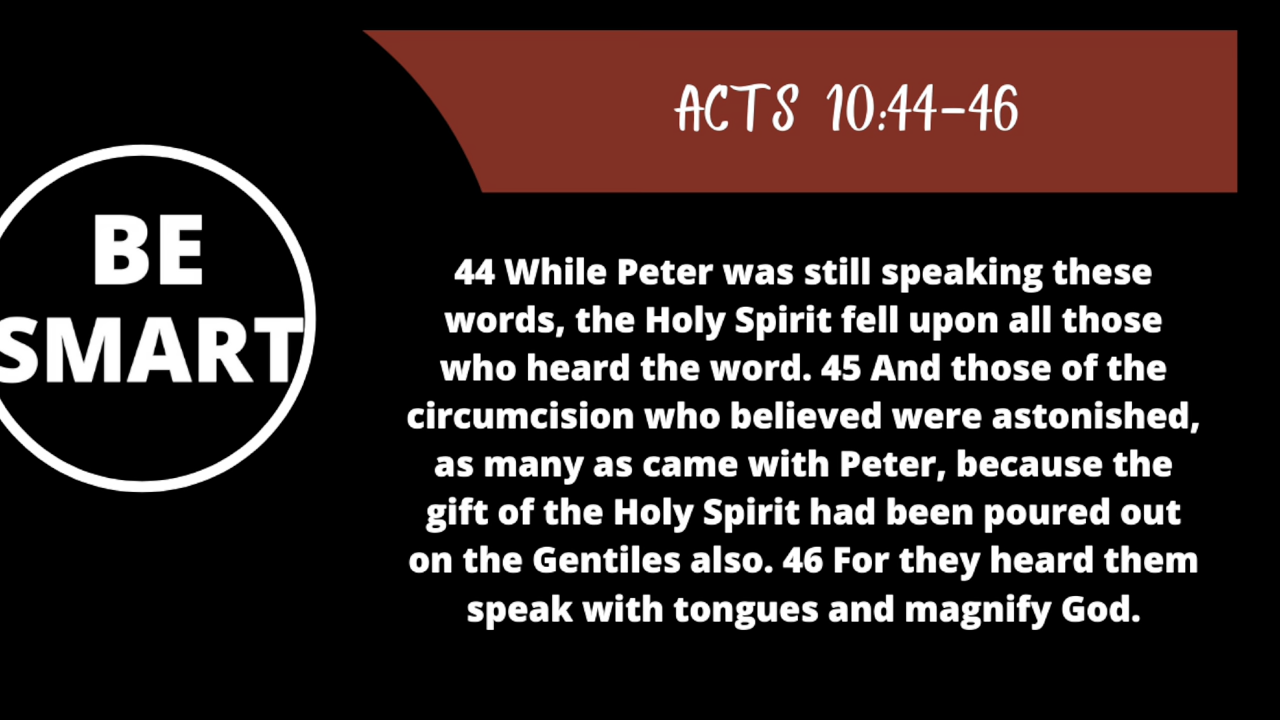 BE
SMART
ACTS 10:44-46
44 While Peter was still speaking these
words, the Holy Spirit fell upon all those
who heard the word. 45 And those of the
circumcision who believed were astonished,
as many as came with Peter, because the
gift of the Holy Spirit had been poured out
on the Gentiles also. 46 For they heard them
speak with tongues and magnify God.